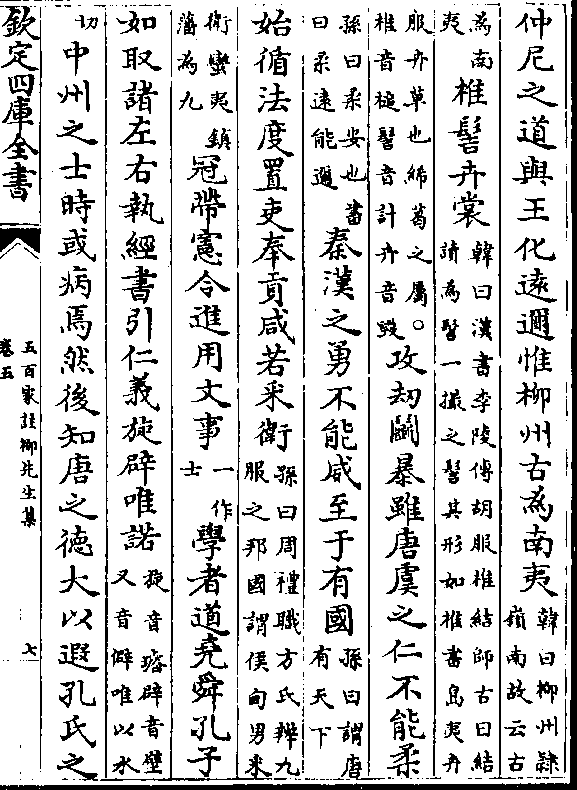 仲尼之道與王化遠邇惟柳州古為南夷韓曰柳州隷嶺南故云古
為南夷椎髻卉裳韓曰漢書李陵傳胡服椎結師古曰結讀為髻一撮之髻其形如椎書島夷卉
服卉草也絺葛之屬。椎音槌髻音計卉音毀攻刼鬭暴雖唐虞之仁不能柔
孫曰柔安也書曰柔遠能邇秦漢之勇不能威至于有國孫曰謂唐有天下
始循法度置吏奉貢咸若采衛孫曰周禮職方氏辨九服之邦國謂侯甸男采
衛蠻夷鎮藩為九冠帶憲令進用文事一作士學者道堯舜孔子
如取諸左右執經書引仁義旋辟唯諾旋音璿辟音壁又音僻唯以水
切中州之士時或病焉然後知唐之德大以遐孔氏之
欽定四庫全書
五百家註柳先生集
卷五
七